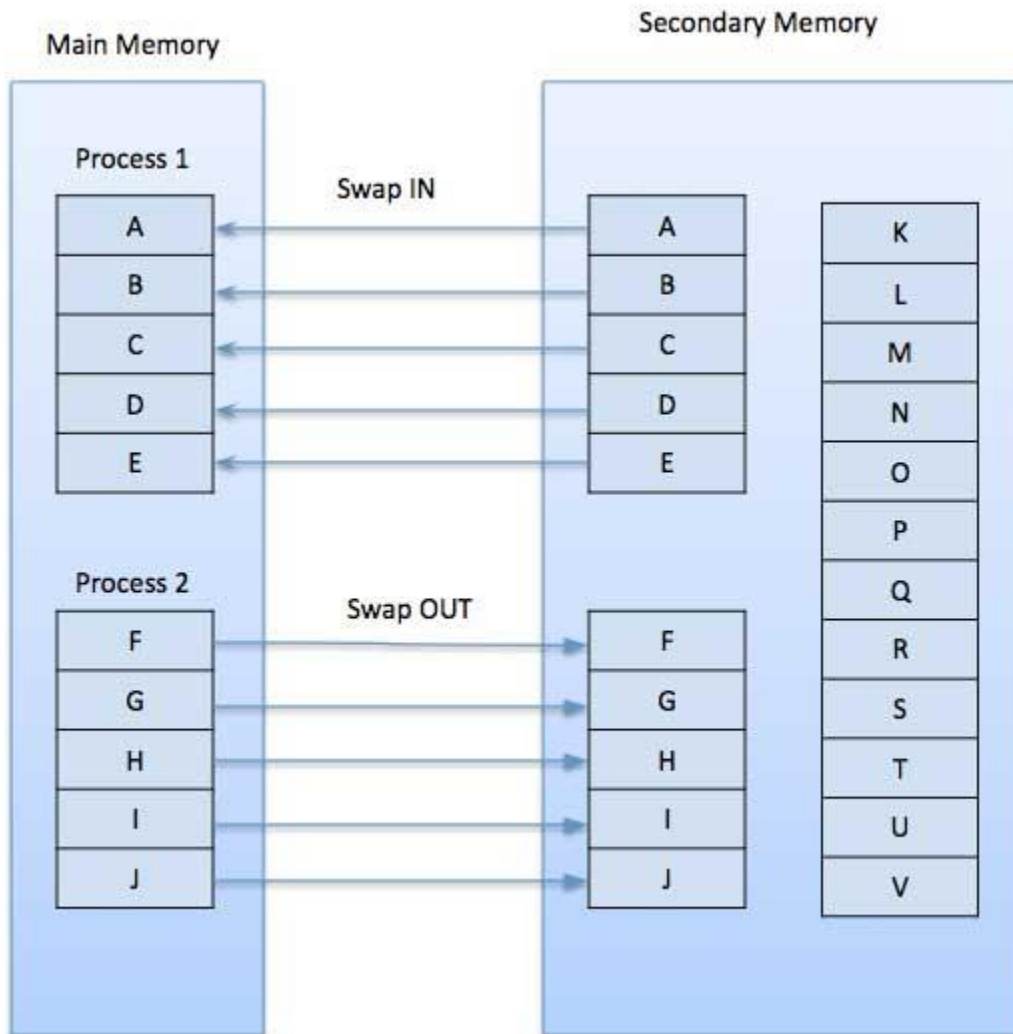 Main Memory
Secondary Memory
Process 1
Swap IN
A
B
C
D
E
Process 2
Swap OUT
F
G
H
I
J
A
B
C
D
E
F
G
H
I
J
K
L
M
N
O
P
Q
R
S
T
U
V